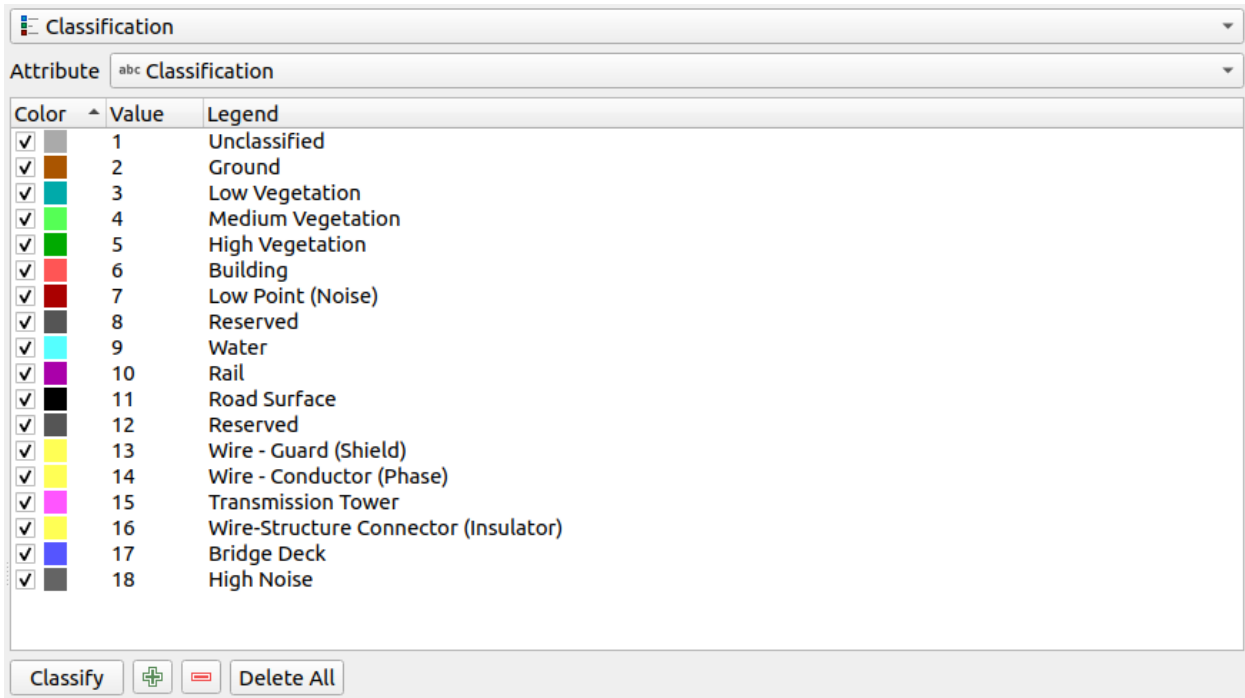 Classification
Attribute abc Classification
Color Value Legend
1 Unclassified
2 Ground
3 Low Vegetation
4 Medium Vegetation
5 High Vegetation
6 Building
7 Low Point (Noise)
8 Reserved
9 Water
10 Rail
11 Road Surface
12 Reserved
13 Wire - Guard (Shield)
14 Wire - Conductor (Phase)
15 Transmission Tower
16 Wire-Structure Connector (Insulator)
17 Bridge Deck
18 High Noise
Classify Delete All